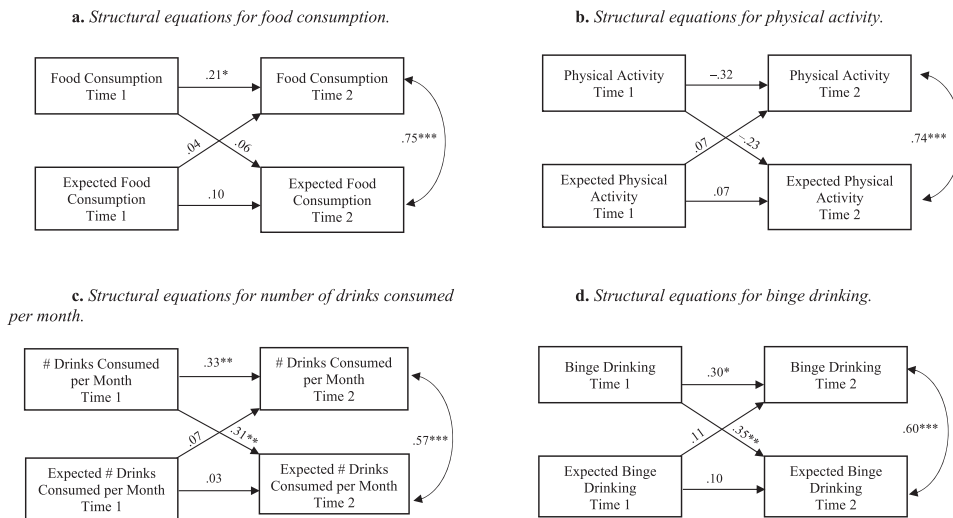 a. Structural equations for food consumption.
Food Consumption
Time 1
.21*
Food Consumption
Time 2
.04
.06
.75***
Expected Food
Consumption
Time 1
.10
Expected Food
Consumption
Time 2
b. Structural equations for physical activity.
Physical Activity
Time 1
–.32
Physical Activity
Time 2
.07
–.23
.74***
Expected Physical
Activity
Time 1
.07
Expected Physical
Activity
Time 2
c. Structural equations for number of drinks consumed
per month.
# Drinks Consumed
per Month
Time 1
.33**
# Drinks Consumed
per Month
Time 2
.07
.31**
.57***
Expected # Drinks
Consumed per Month
Time 1
.03
Expected # Drinks
Consumed per Month
Time 2
d. Structural equations for binge drinking.
Binge Drinking
Time 1
.30*
Binge Drinking
Time 2
.11
.35**
.60***
Expected Binge
Drinking
Time 1
.10
Expected Binge
Drinking
Time 2